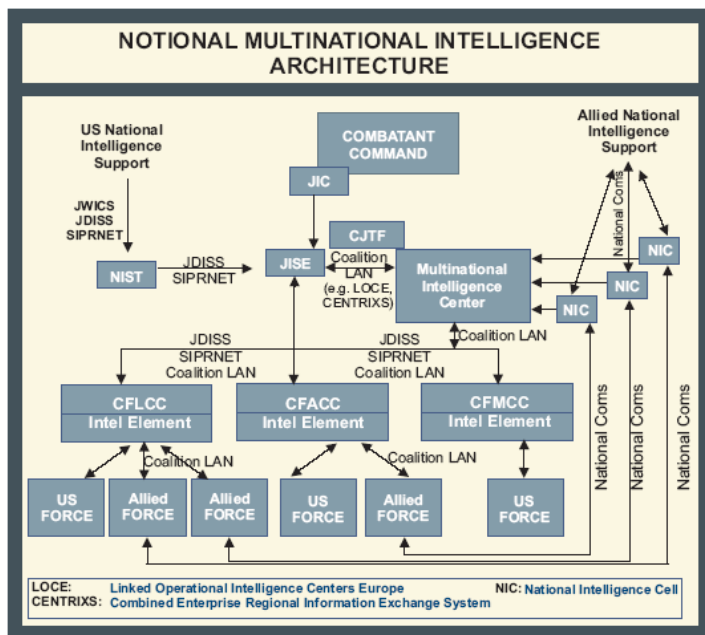 NOTIONAL MULTINATIONAL INTELLIGENCE
ARCHITECTURE
US National
Intelligence
Support
COMBATANT
COMMAND
Allied National
Intelligence
Support
JIC
JWICS
JDISS
SIPRNET
National Coms
CJTF
NIC
NIST
JDISS
SIPRNET
JISE
Coalition
LAN
(e.g. LOCE,
CENTRIXS)
Multinational
Intelligence
Center
NIC
NIC
Coalition LAN
JDISS
SIPRNET
Coalition LAN
JDISS
SIPRNET
Coalition LAN
CFLCC
Intel Element
CFACC
Intel Element
CFMCC
Intel Element
National Coms
National Coms
National Coms
Coalition LAN
Coalition LAN
US
FORCE
Allied
FORCE
Allied
FORCE
US
FORCE
Allied
FORCE
US
FORCE
LOCE: Linked Operational Intelligence Centers Europe NIC: National Intelligence Cell
CENTRIXS: Combined Enterprise Regional Information Exchange System